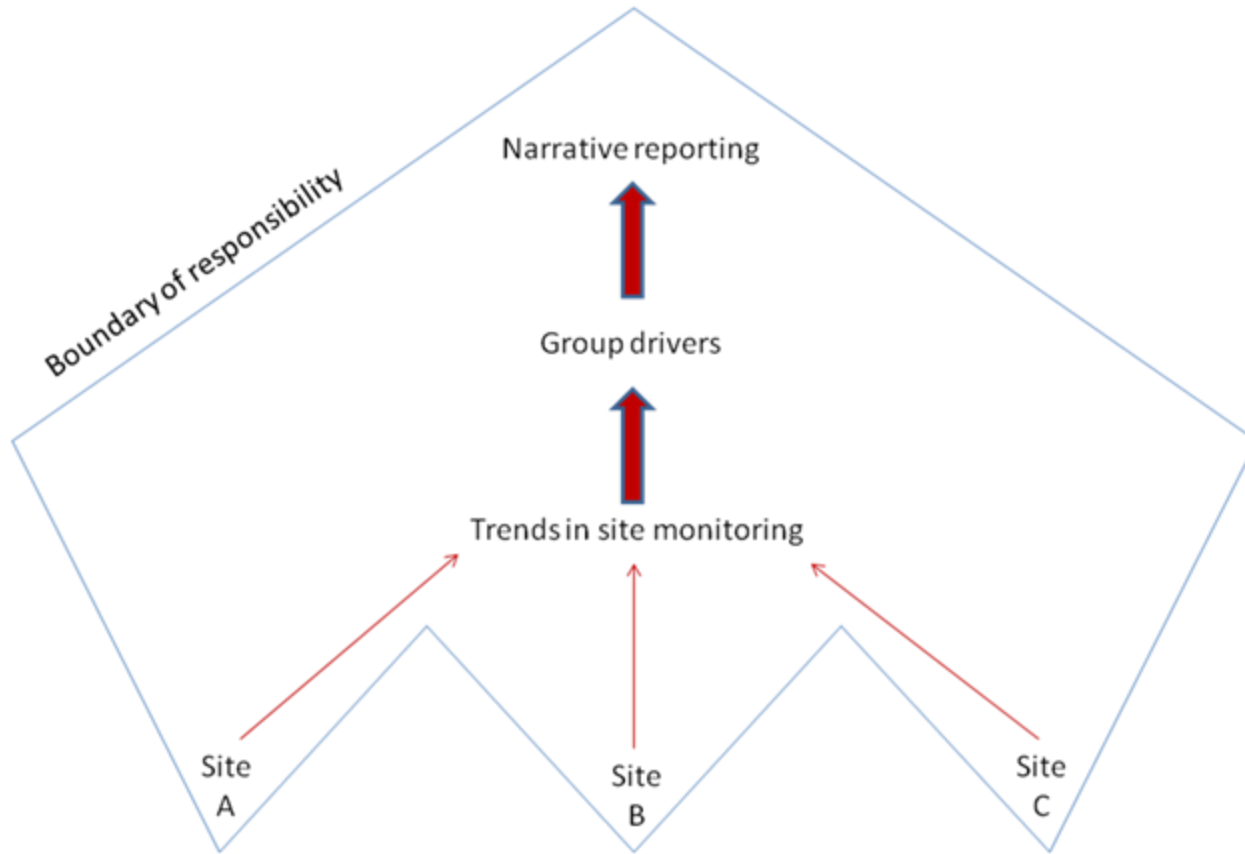 Narrative reporting
Boundary of responsibility
Group drivers
Trends in site monitoring
Site
A
Site
B
Site
C